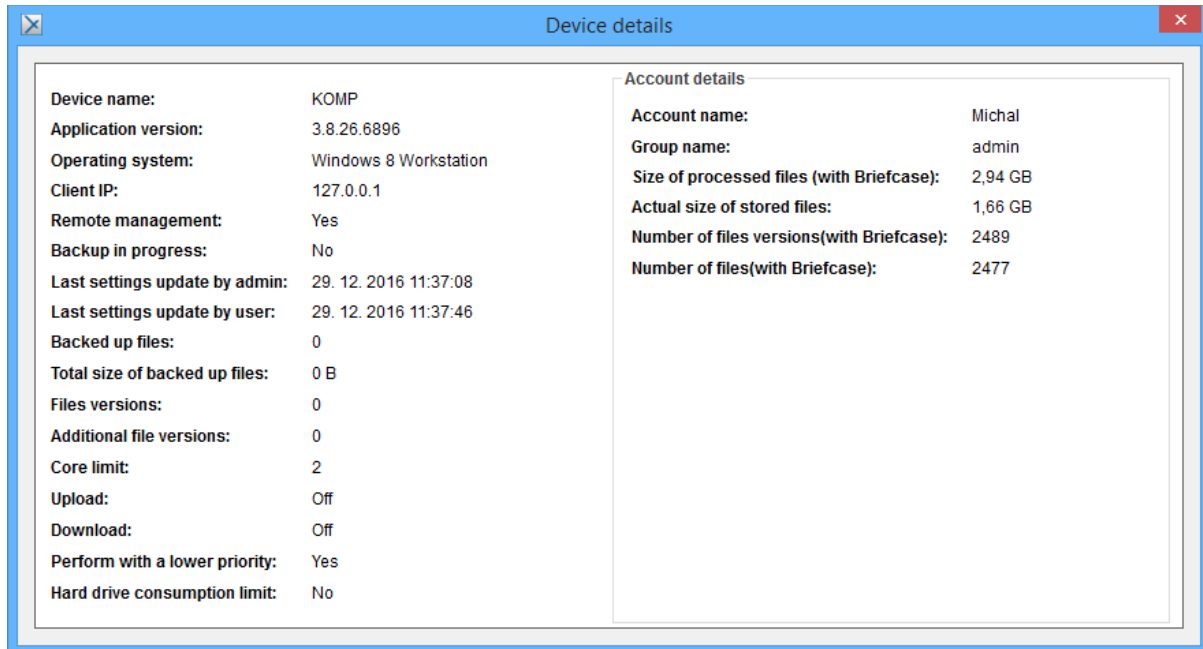 Device details
Device name: KOMP
Application version: 3.8.26.6896
Operating system: Windows 8 Workstation
Client IP: 127.0.0.1
Remote management: Yes
Backup in progress: No
Last settings update by admin: 29. 12. 2016 11:37:08
Last settings update by user: 29. 12. 2016 11:37:46
Backed up files: 0
Total size of backed up files: 0 B
Files versions: 0
Additional file versions: 0
Core limit: 2
Upload: Off
Download: Off
Perform with a lower priority: Yes
Hard drive consumption limit: No
Account details
Account name: Michal
Group name: admin
Size of processed files (with Briefcase): 2,94 GB
Actual size of stored files: 1,66 GB
Number of files versions(with Briefcase): 2489
Number of files(with Briefcase): 2477